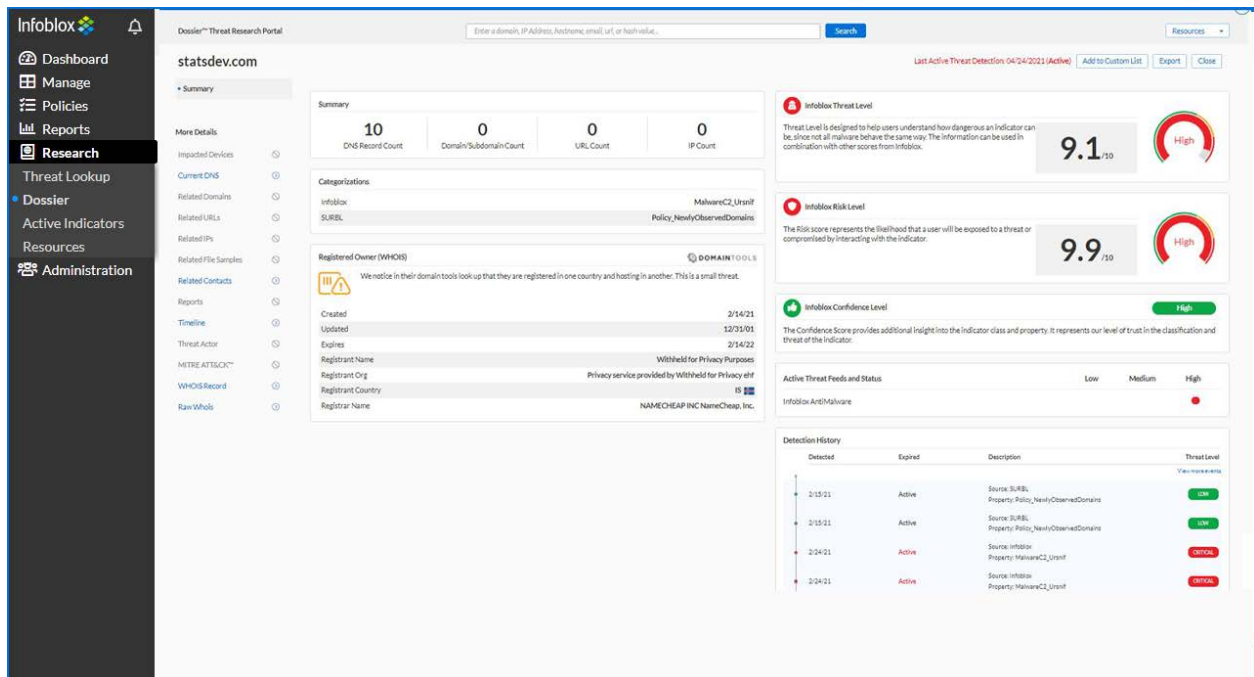 Infoblox
Dashboard
Manage
Policies
Reports
Research
Threat Lookup
Dossier
Active Indicators
Resources
Administration
Dossier™ Threat Research Portal
Enter a domain, IP Address, hostname, email, url, or hash value...
Search
Resources
statsdev.com
Last Active Threat Detection: 04/24/2021 (Active)
Add to Custom List
Export
Close
Summary
More Details
Impacted Devices
Current DNS
Related Domains
Related URLs
Related IPs
Related File Samples
Related Contacts
Reports
Timeline
Threat Actor
MITRE ATT&CK™
WHOIS Record
Raw Whois
Summary
10 0 0 0
DNS Record Count Domain/Subdomain Count URL Count IP Count
Categorizations
Infoblox MalwareC2_Ursnif
SURBL Policy_NewlyObservedDomains
Registered Owner (WHOIS) DOMAINTOOLS
We notice in their domain tools look up that they are registered in one country and hosting in another. This is a small threat.
Created 2/14/21
Updated 12/31/01
Expires 2/14/22
Registrant Name Withheld for Privacy Purposes
Registrant Org Privacy service provided by Withheld for Privacy ehf
Registrant Country IS
Registrar Name NAMECHEAP INC NameCheap, Inc.
Infoblox Threat Level
Threat Level is designed to help users understand how dangerous an indicator can
be, since not all malware behave the same way. The information can be used in
combination with other scores from Infoblox.
9.1/10
High
Infoblox Risk Level
The Risk score represents the likelihood that a user will be exposed to a threat or
compromised by interacting with the indicator.
9.9/10
High
Infoblox Confidence Level High
The Confidence Score provides additional insight into the indicator class and property. It represents our level of trust in the classification and
threat of the indicator.
Active Threat Feeds and Status Low Medium High
Infoblox AntiMalware
Detection History
Detected Expired Description Threat Level
View more events
2/15/21 Active Source: SURBL
Property: Policy_NewlyObservedDomains LOW
2/15/21 Active Source: SURBL
Property: Policy_NewlyObservedDomains LOW
2/24/21 Active Source: Infoblox
Property: MalwareC2_Ursnif CRITICAL
2/24/21 Active Source: Infoblox
Property: MalwareC2_Ursnif CRITICAL